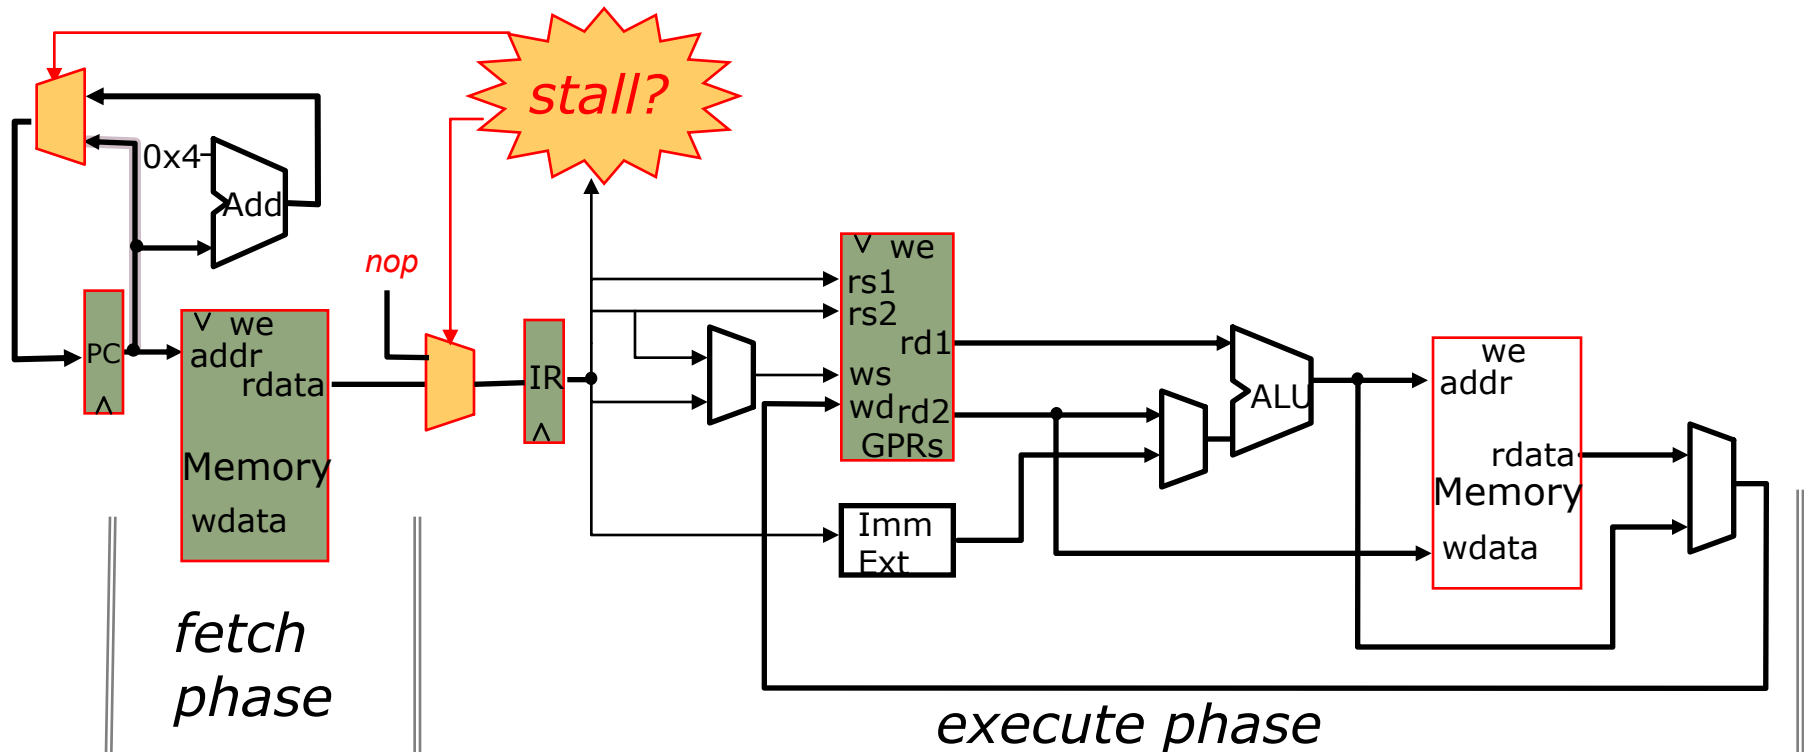 stall?
0x4
Add
nop
PC
we
addr
rdata
Memory
wdata
IR
we
rs1
rs2
rd1
ws
wd rd2
GPRs
Imm
Ext
ALU
we
addr
rdata
Memory
wdata
fetch
phase
execute phase